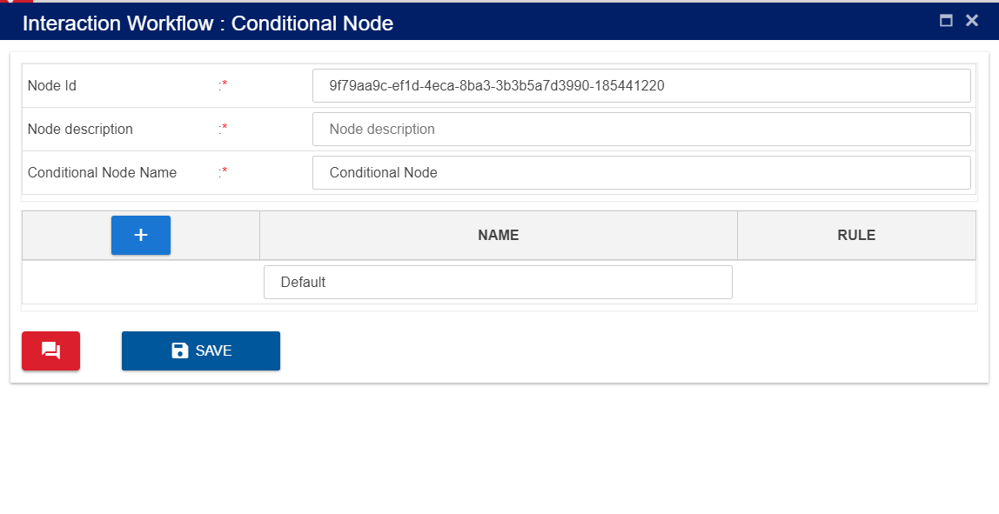 Interaction Workflow : Conditional Node
Node Id :* 9f79aa9c-ef1d-4eca-8ba3-3b3b5a7d3990-185441220
Node description :* Node description
Conditional Node Name :* Conditional Node
+ NAME RULE
Default
SAVE